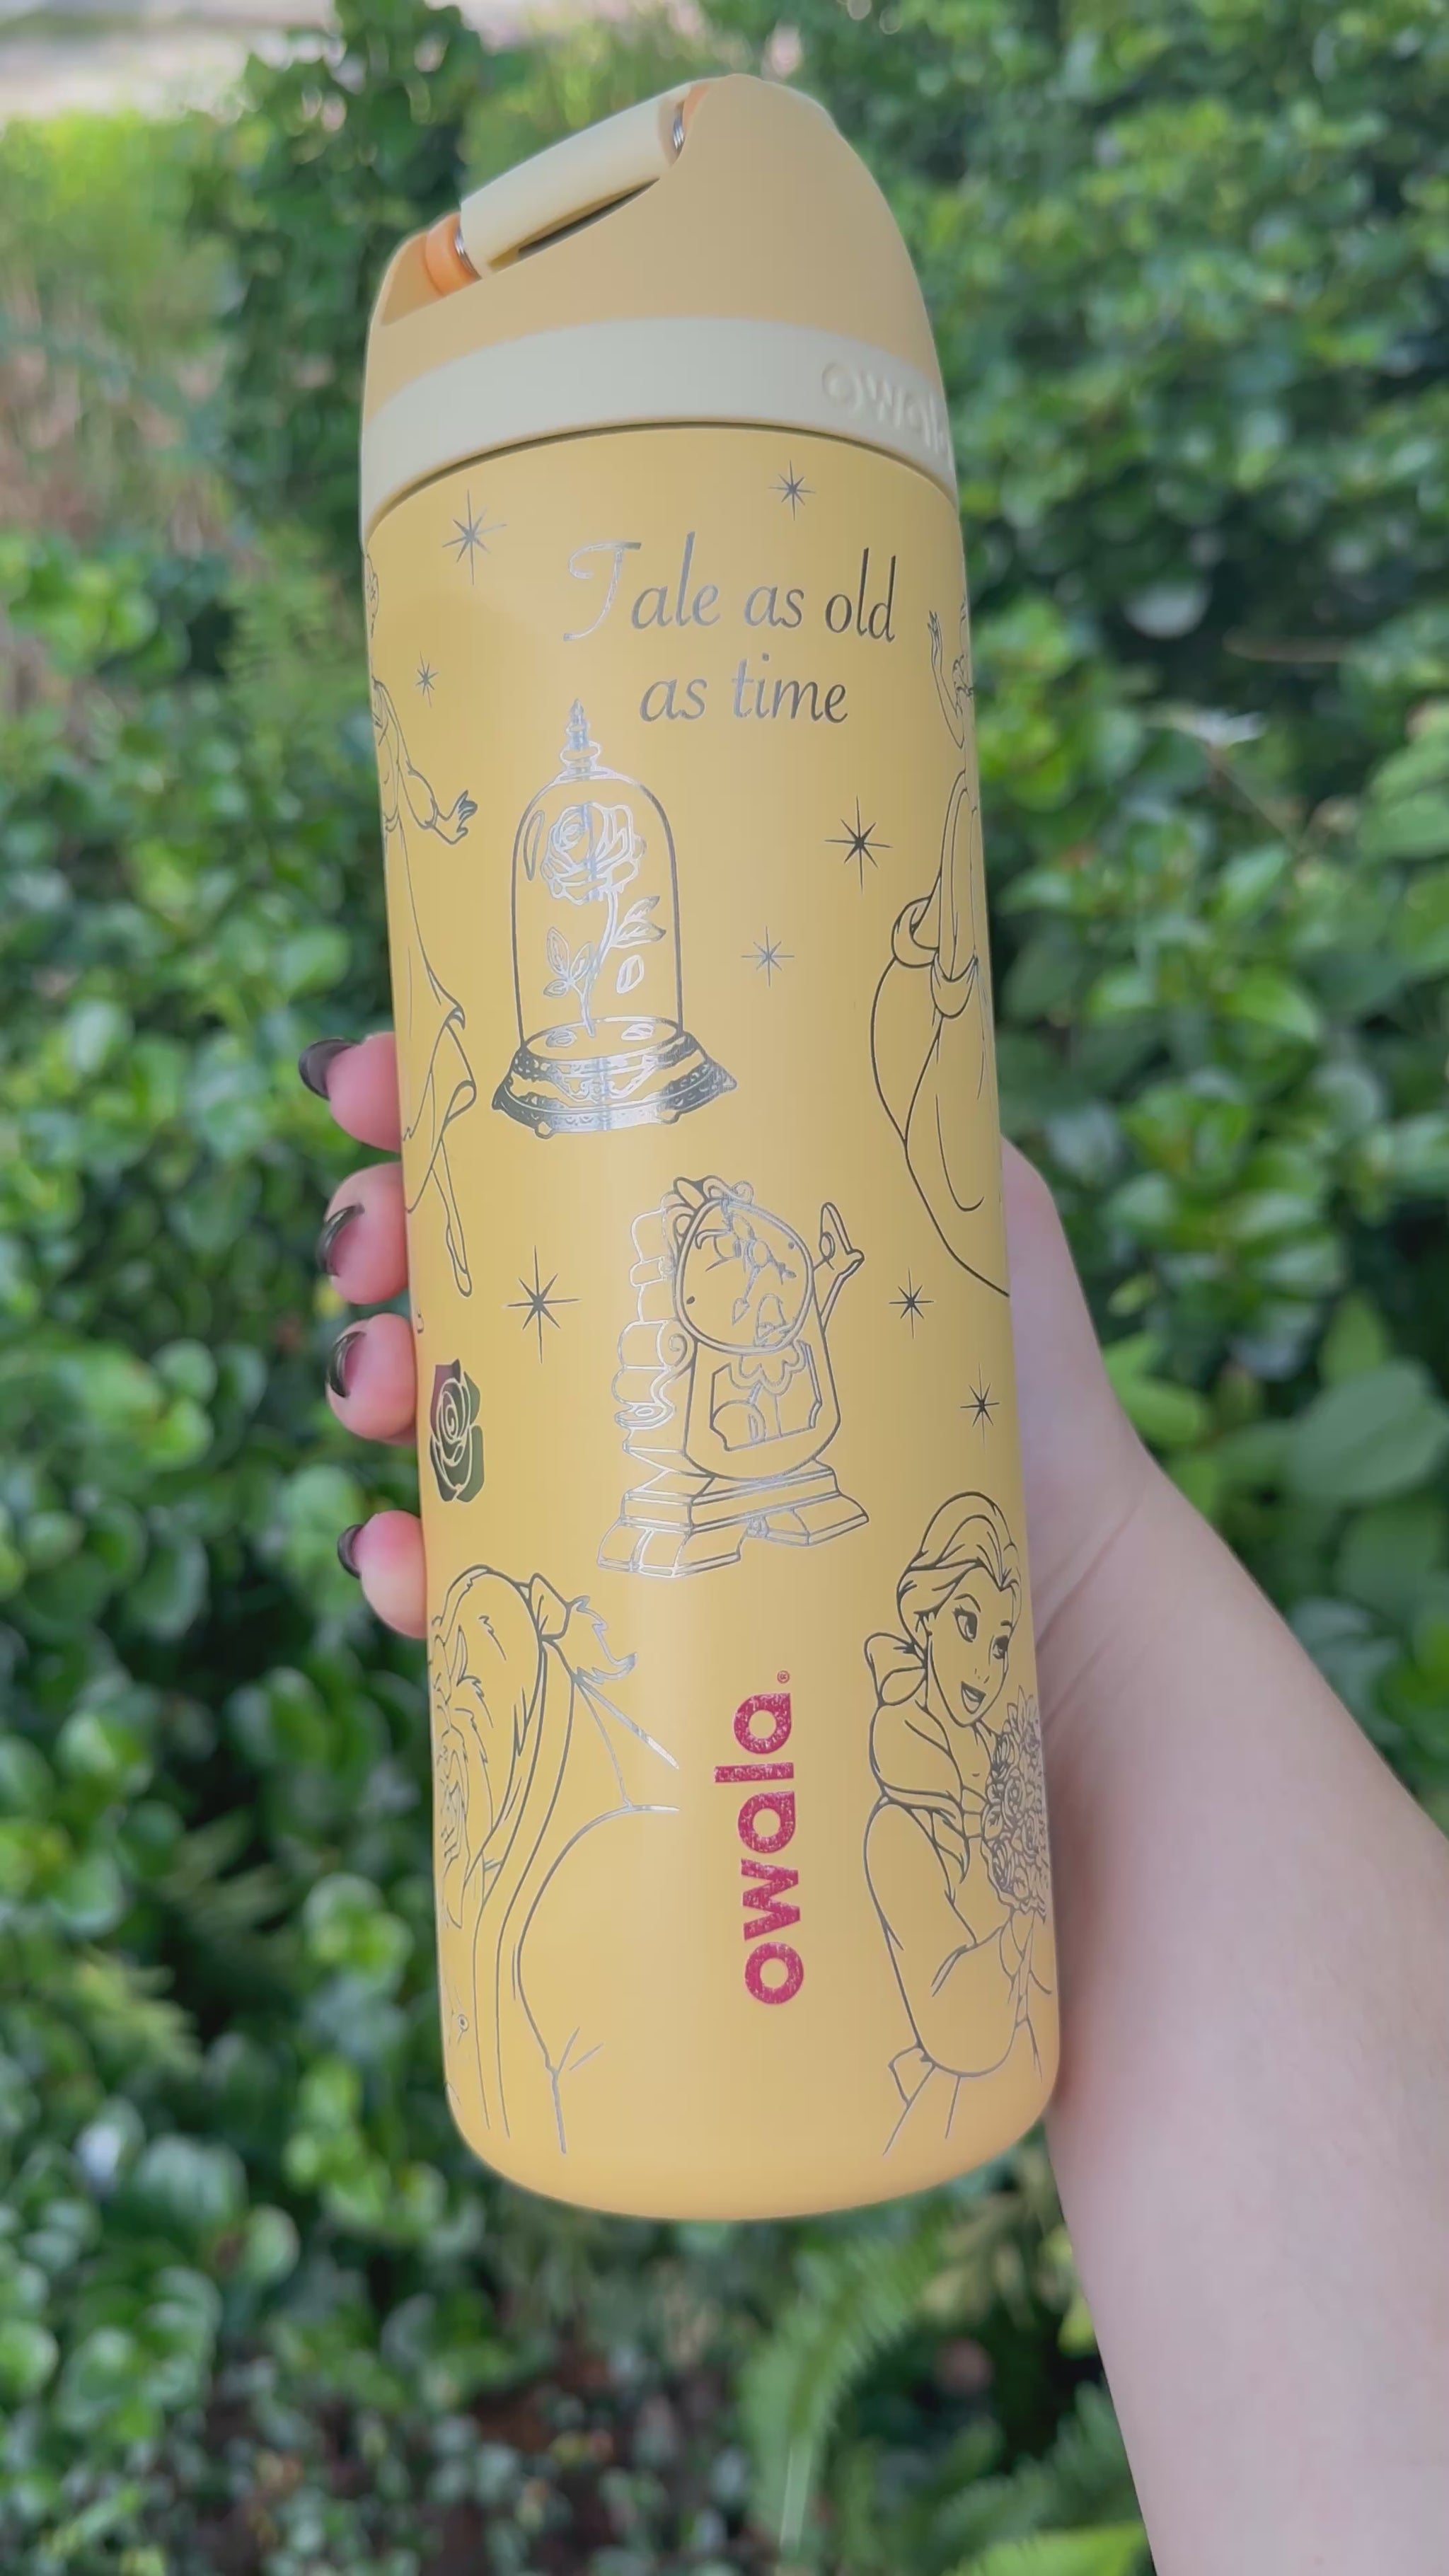 owala
Tale as old
as time
owala®